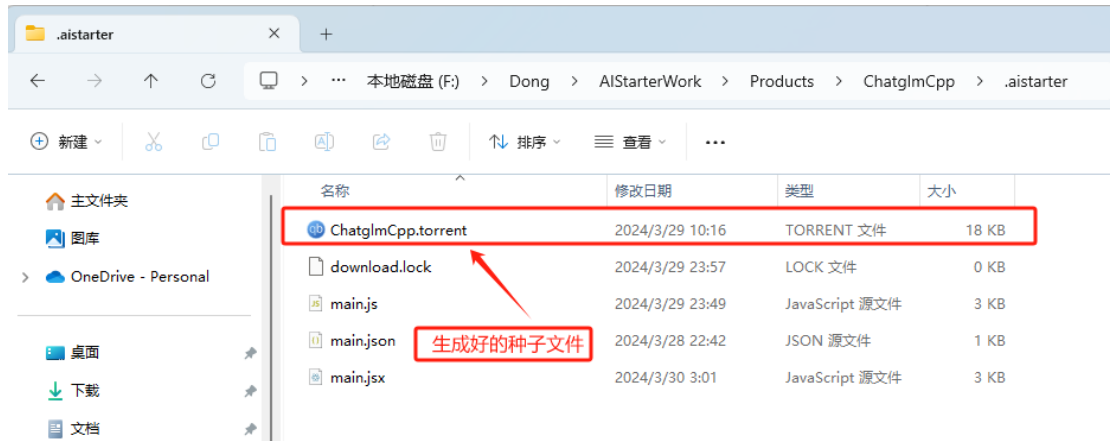 .aistarter
… 本地磁盘 (F:) > Dong > AIStarterWork > Products > ChatglmCpp > .aistarter
新建 排序 查看 …
名称 修改日期 类型 大小
主文件夹
图库
OneDrive - Personal
桌面
下载
文档
ChatglmCpp.torrent 2024/3/29 10:16 TORRENT 文件 18 KB
download.lock 2024/3/29 23:57 LOCK 文件 0 KB
main.js 2024/3/29 23:49 JavaScript 源文件 3 KB
main.json 2024/3/28 22:42 JSON 源文件 1 KB
main.jsx 2024/3/30 3:01 JavaScript 源文件 3 KB
生成好的种子文件